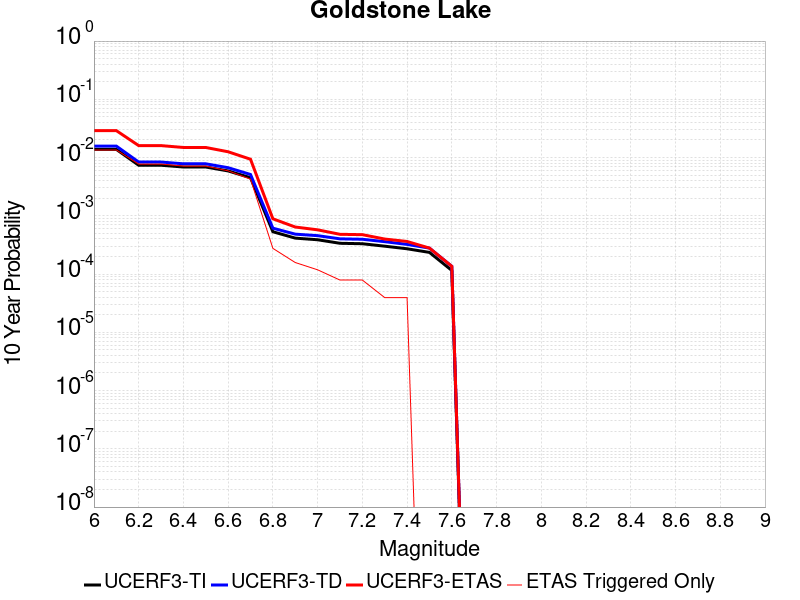 Goldstone Lake
10^0
10^-1
10^-2
10^-3
10^-4
10^-5
10^-6
10^-7
10^-8
10 Year Probability
6 6.2 6.4 6.6 6.8 7 7.2 7.4 7.6 7.8 8 8.2 8.4 8.6 8.8 9
Magnitude
UCERF3-TI UCERF3-TD UCERF3-ETAS ETAS Triggered Only